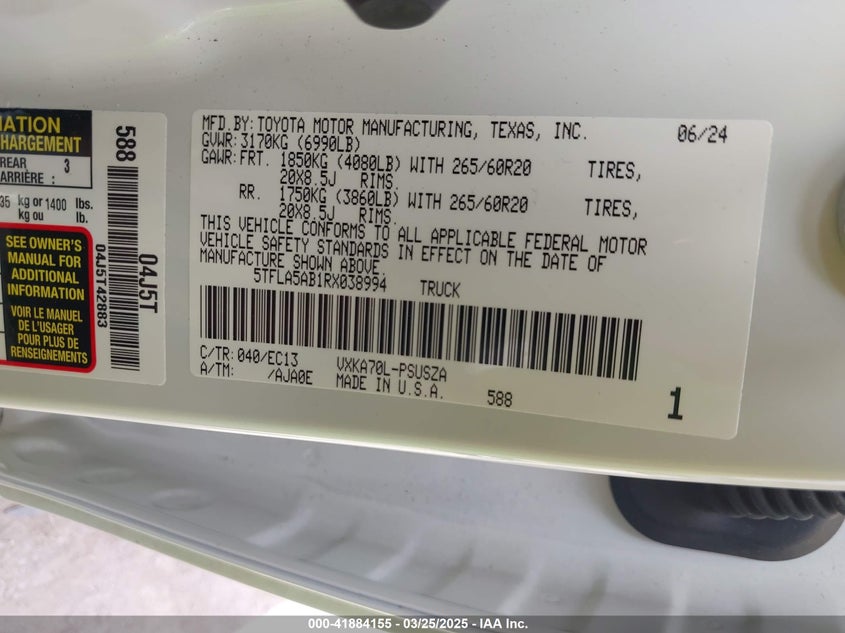 MATION
CHARGEMENT
REAR
ARRIÈRE :
3
35 kg or 1400 lbs.
kg ou lb.
SEE OWNER'S
MANUAL FOR
ADDITIONAL
INFORMATION
VOIR LE MANUEL
DE L'USAGER
POUR PLUS DE
RENSEIGNEMENTS
588
04J5T42883
04J5T
MFD.BY:TOYOTA MOTOR MANUFACTURING, TEXAS, INC. 06/24
GVWR:3170KG (6990LB)
GAWR:FRT. 1850KG (4080LB) WITH 265/60R20 TIRES,
20X8.5J RIMS.
RR. 1750KG (3860LB) WITH 265/60R20 TIRES,
20X8.5J RIMS.
THIS VEHICLE CONFORMS TO ALL APPLICABLE FEDERAL MOTOR
VEHICLE SAFETY STANDARDS IN EFFECT ON THE DATE OF
MANUFACTURE SHOWN ABOVE.
5TFLA5AB1RX038994 TRUCK
C/TR:040/EC13 VXKA70L-PSUSZA
A/TM: /AJA0E MADE IN U.S.A. 588
1
000-41884155 — 03/25/2025 — IAA Inc.